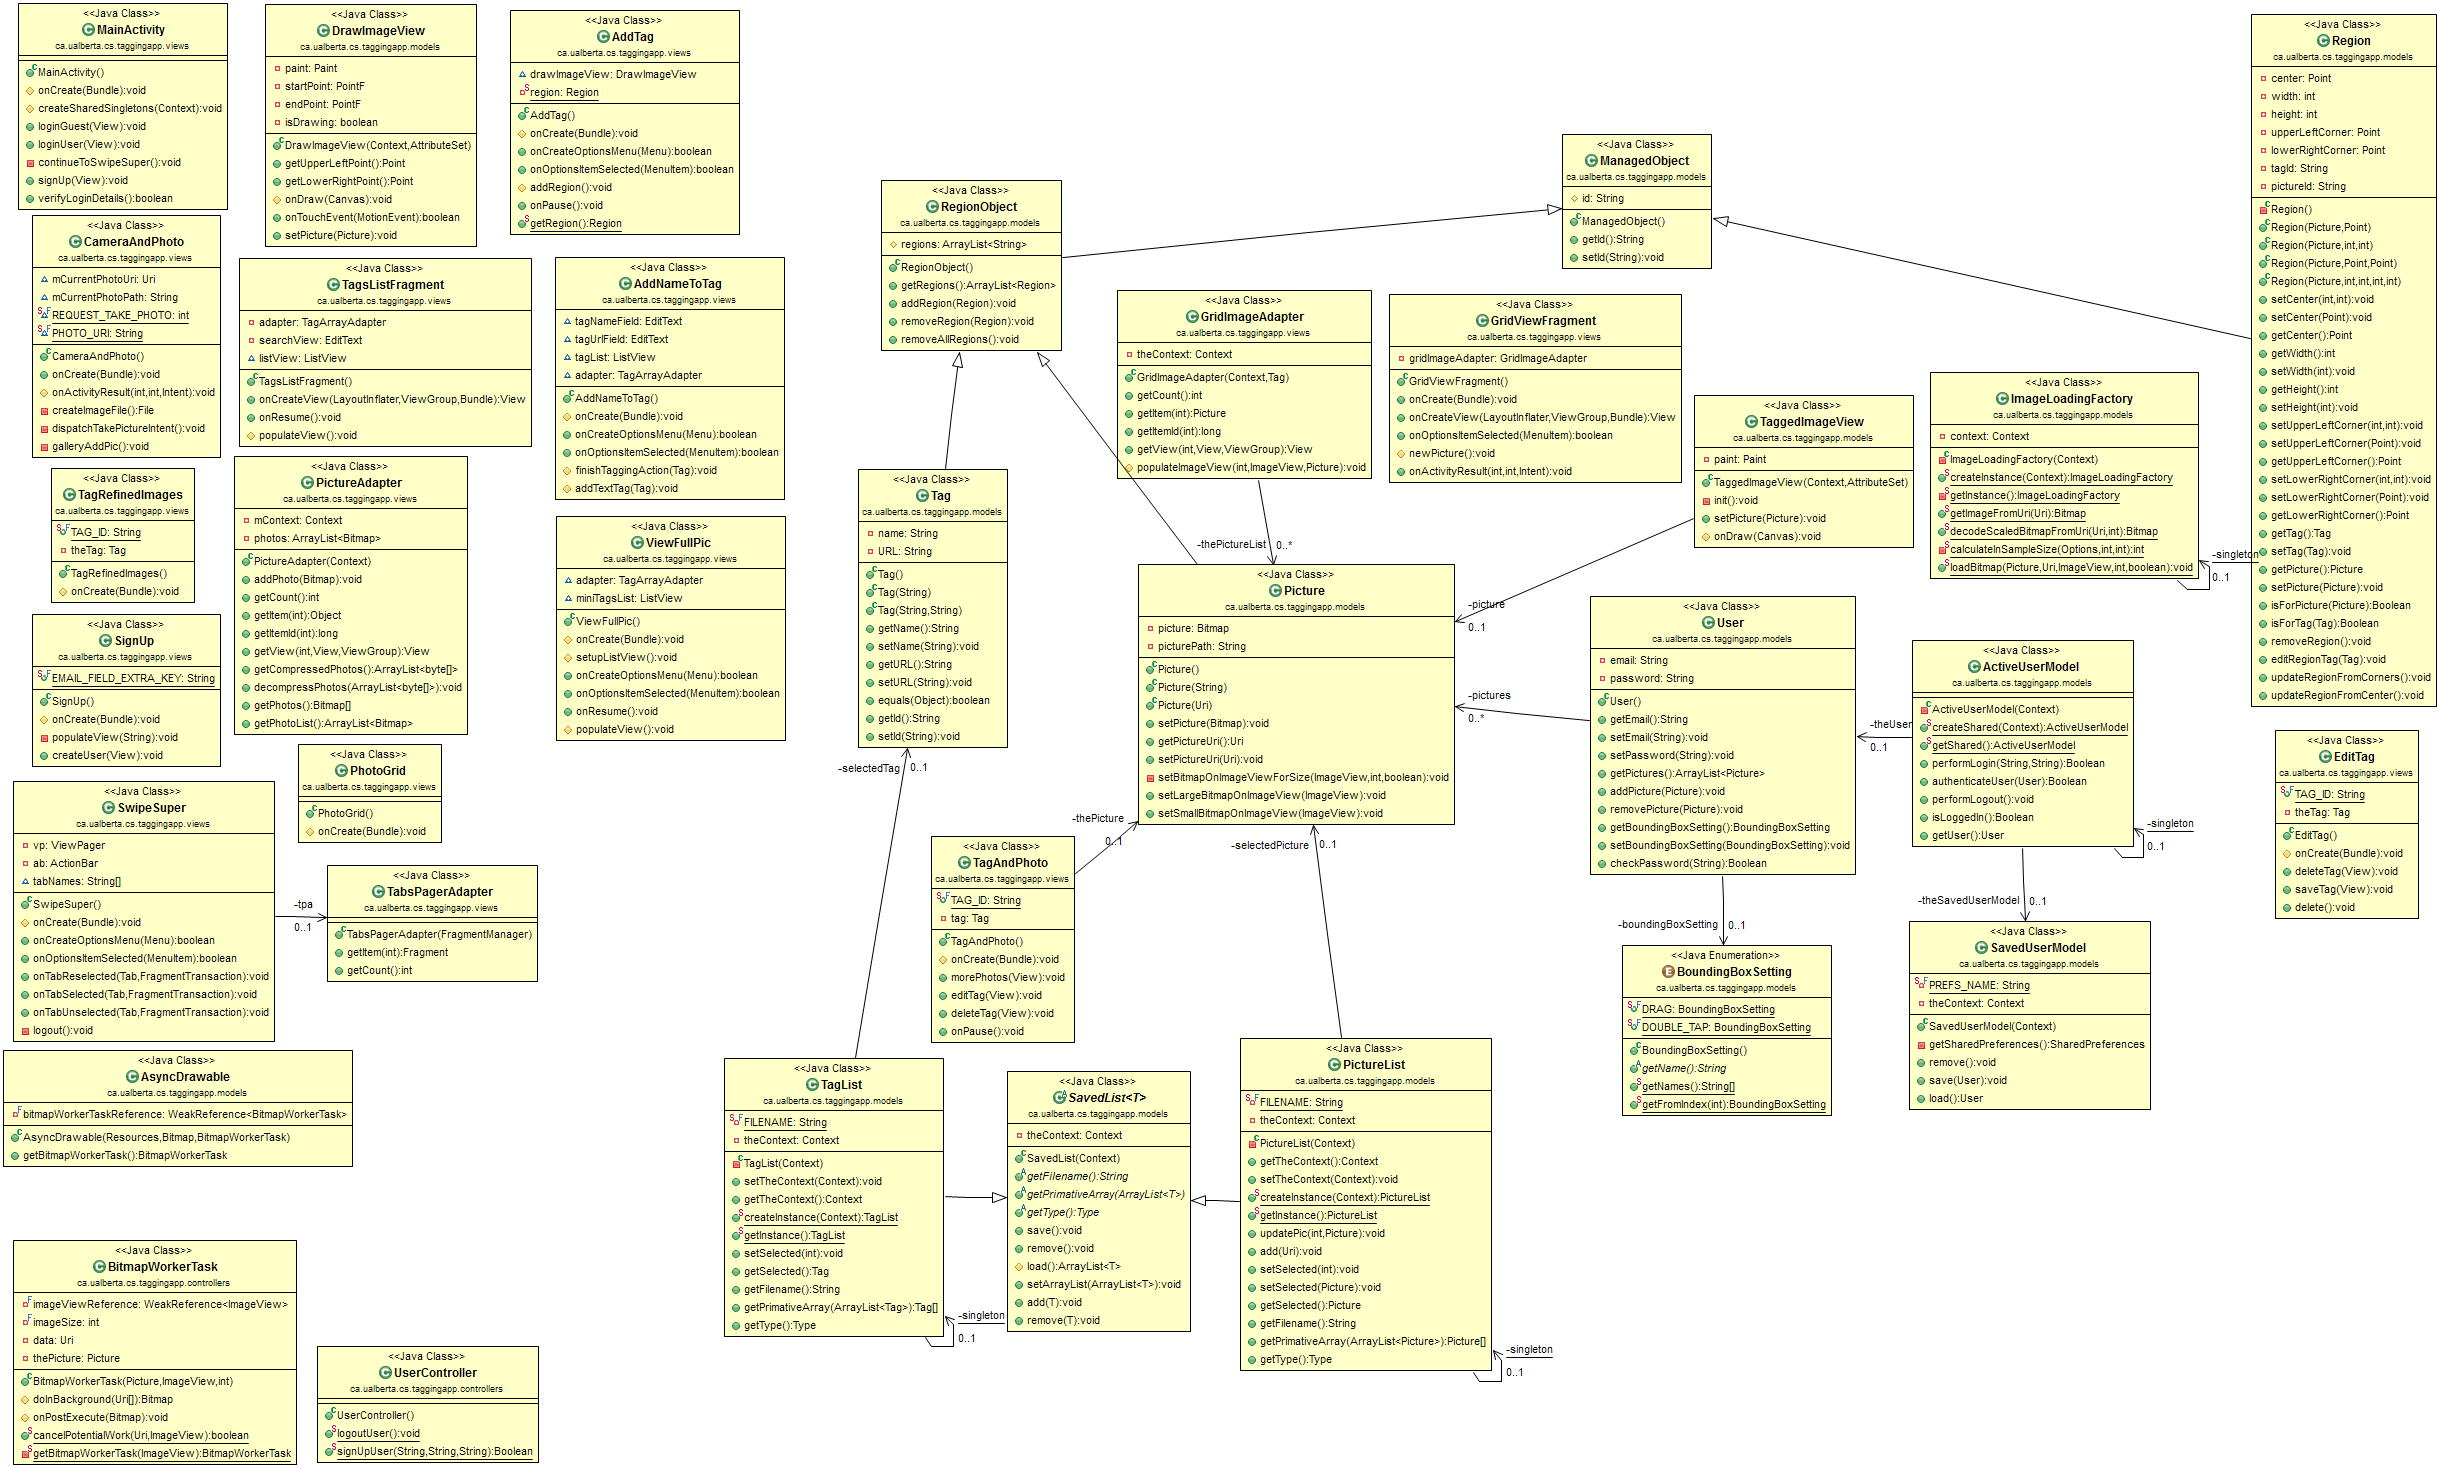 <<Java Class>>
MainActivity
ca.ualberta.cs.taggingapp.views
MainActivity()
onCreate(Bundle):void
createSharedSingletons(Context):void
loginGuest(View):void
loginUser(View):void
continueToSwipeSuper():void
signUp(View):void
verifyLoginDetails():boolean
<<Java Class>>
DrawImageView
ca.ualberta.cs.taggingapp.models
paint: Paint
startPoint: PointF
endPoint: PointF
isDrawing: boolean
DrawImageView(Context,AttributeSet)
getUpperLeftPoint():Point
getLowerRightPoint():Point
onDraw(Canvas):void
onTouchEvent(MotionEvent):boolean
setPicture(Picture):void
<<Java Class>>
AddTag
ca.ualberta.cs.taggingapp.views
drawImageView: DrawImageView
region: Region
AddTag()
onCreate(Bundle):void
onCreateOptionsMenu(Menu):boolean
onOptionsItemSelected(MenuItem):boolean
addRegion():void
onPause():void
getRegion():Region
<<Java Class>>
CameraAndPhoto
ca.ualberta.cs.taggingapp.views
mCurrentPhotoUri: Uri
mCurrentPhotoPath: String
REQUEST_TAKE_PHOTO: int
PHOTO_URI: String
CameraAndPhoto()
onCreate(Bundle):void
onActivityResult(int,int,Intent):void
createImageFile():File
dispatchTakePictureIntent():void
galleryAddPic():void
<<Java Class>>
TagsListFragment
ca.ualberta.cs.taggingapp.views
adapter: TagArrayAdapter
searchView: EditText
listView: ListView
TagsListFragment()
onCreateView(LayoutInflater,ViewGroup,Bundle):View
onResume():void
populateView():void
<<Java Class>>
AddNameToTag
ca.ualberta.cs.taggingapp.views
tagNameField: EditText
tagUrlField: EditText
tagList: ListView
adapter: TagArrayAdapter
AddNameToTag()
onCreate(Bundle):void
onCreateOptionsMenu(Menu):boolean
onOptionsItemSelected(MenuItem):boolean
finishTaggingAction(Tag):void
addTextTag(Tag):void
<<Java Class>>
TagRefinedImages
ca.ualberta.cs.taggingapp.views
TAG_ID: String
theTag: Tag
TagRefinedImages()
onCreate(Bundle):void
<<Java Class>>
PictureAdapter
ca.ualberta.cs.taggingapp.views
mContext: Context
photos: ArrayList<Bitmap>
PictureAdapter(Context)
addPhoto(Bitmap):void
getCount():int
getItem(int):Object
getItemId(int):long
getView(int,View,ViewGroup):View
getCompressedPhotos():ArrayList<byte[]>
decompressPhotos(ArrayList<byte[]>):void
getPhotos():Bitmap[]
getPhotoList():ArrayList<Bitmap>
<<Java Class>>
ViewFullPic
ca.ualberta.cs.taggingapp.views
adapter: TagArrayAdapter
miniTagsList: ListView
ViewFullPic()
onCreate(Bundle):void
setupListView():void
onCreateOptionsMenu(Menu):boolean
onOptionsItemSelected(MenuItem):boolean
onResume():void
populateView():void
<<Java Class>>
SignUp
ca.ualberta.cs.taggingapp.views
EMAIL_FIELD_EXTRA_KEY: String
SignUp()
onCreate(Bundle):void
populateView(String):void
createUser(View):void
<<Java Class>>
PhotoGrid
ca.ualberta.cs.taggingapp.views
PhotoGrid()
onCreate(Bundle):void
<<Java Class>>
SwipeSuper
ca.ualberta.cs.taggingapp.views
vp: ViewPager
ab: ActionBar
tabNames: String[]
SwipeSuper()
onCreate(Bundle):void
onCreateOptionsMenu(Menu):boolean
onOptionsItemSelected(MenuItem):boolean
onTabReselected(Tab,FragmentTransaction):void
onTabSelected(Tab,FragmentTransaction):void
onTabUnselected(Tab,FragmentTransaction):void
logout():void
-tpa
0..1
<<Java Class>>
TabsPagerAdapter
ca.ualberta.cs.taggingapp.views
TabsPagerAdapter(FragmentManager)
getItem(int):Fragment
getCount():int
<<Java Class>>
AsyncDrawable
ca.ualberta.cs.taggingapp.models
bitmapWorkerTaskReference: WeakReference<BitmapWorkerTask>
AsyncDrawable(Resources,Bitmap,BitmapWorkerTask)
getBitmapWorkerTask():BitmapWorkerTask
<<Java Class>>
BitmapWorkerTask
ca.ualberta.cs.taggingapp.controllers
imageViewReference: WeakReference<ImageView>
imageSize: int
data: Uri
thePicture: Picture
BitmapWorkerTask(Picture,ImageView,int)
doInBackground(Uri[]):Bitmap
onPostExecute(Bitmap):void
cancelPotentialWork(Uri,ImageView):boolean
getBitmapWorkerTask(ImageView):BitmapWorkerTask
<<Java Class>>
UserController
ca.ualberta.cs.taggingapp.controllers
UserController()
logoutUser():void
signUpUser(String,String,String):Boolean
<<Java Class>>
RegionObject
ca.ualberta.cs.taggingapp.models
regions: ArrayList<String>
RegionObject()
getRegions():ArrayList<Region>
addRegion(Region):void
removeRegion(Region):void
removeAllRegions():void
<<Java Class>>
ManagedObject
ca.ualberta.cs.taggingapp.models
id: String
ManagedObject()
getId():String
setId(String):void
<<Java Class>>
Region
ca.ualberta.cs.taggingapp.models
center: Point
width: int
height: int
upperLeftCorner: Point
lowerRightCorner: Point
tagId: String
pictureId: String
Region()
Region(Picture,Point)
Region(Picture,int,int)
Region(Picture,Point,Point)
Region(Picture,int,int,int,int)
setCenter(int,int):void
setCenter(Point):void
getCenter():Point
getWidth():int
setWidth(int):void
getHeight():int
setHeight(int):void
setUpperLeftCorner(int,int):void
setUpperLeftCorner(Point):void
getUpperLeftCorner():Point
setLowerRightCorner(int,int):void
setLowerRightCorner(Point):void
getLowerRightCorner():Point
getTag():Tag
setTag(Tag):void
getPicture():Picture
setPicture(Picture):void
isForPicture(Picture):Boolean
isForTag(Tag):Boolean
removeRegion():void
editRegionTag(Tag):void
updateRegionFromCorners():void
updateRegionFromCenter():void
<<Java Class>>
GridImageAdapter
ca.ualberta.cs.taggingapp.views
theContext: Context
GridImageAdapter(Context,Tag)
getCount():int
getItem(int):Picture
getItemId(int):long
getView(int,View,ViewGroup):View
populateImageView(int,ImageView,Picture):void
-thePictureList
0..*
<<Java Class>>
GridViewFragment
ca.ualberta.cs.taggingapp.views
gridImageAdapter: GridImageAdapter
GridViewFragment()
onCreate(Bundle):void
onCreateView(LayoutInflater,ViewGroup,Bundle):View
onOptionsItemSelected(MenuItem):boolean
newPicture():void
onActivityResult(int,int,Intent):void
<<Java Class>>
TaggedImageView
ca.ualberta.cs.taggingapp.models
paint: Paint
TaggedImageView(Context,AttributeSet)
init():void
setPicture(Picture):void
onDraw(Canvas):void
-picture
0..1
<<Java Class>>
ImageLoadingFactory
ca.ualberta.cs.taggingapp.models
context: Context
ImageLoadingFactory(Context)
createInstance(Context):ImageLoadingFactory
getInstance():ImageLoadingFactory
getImageFromUri(Uri):Bitmap
decodeScaledBitmapFromUri(Uri,int):Bitmap
calculateInSampleSize(Options,int,int):int
loadBitmap(Picture,Uri,ImageView,int,boolean):void
-singleton
0..1
<<Java Class>>
Tag
ca.ualberta.cs.taggingapp.models
name: String
URL: String
Tag()
Tag(String)
Tag(String,String)
getName():String
setName(String):void
getURL():String
setURL(String):void
equals(Object):boolean
getId():String
setId(String):void
-selectedTag
0..1
<<Java Class>>
Picture
ca.ualberta.cs.taggingapp.models
picture: Bitmap
picturePath: String
Picture()
Picture(String)
Picture(Uri)
setPicture(Bitmap):void
getPictureUri():Uri
setPictureUri(Uri):void
setBitmapOnImageViewForSize(ImageView,int,boolean):void
setLargeBitmapOnImageView(ImageView):void
setSmallBitmapOnImageView(ImageView):void
-thePicture
0..1
-selectedPicture
0..1
<<Java Class>>
User
ca.ualberta.cs.taggingapp.models
email: String
password: String
User()
getEmail():String
setEmail(String):void
setPassword(String):void
getPictures():ArrayList<Picture>
addPicture(Picture):void
removePicture(Picture):void
getBoundingBoxSetting():BoundingBoxSetting
setBoundingBoxSetting(BoundingBoxSetting):void
checkPassword(String):Boolean
-pictures
0..*
<<Java Class>>
ActiveUserModel
ca.ualberta.cs.taggingapp.models
ActiveUserModel(Context)
createShared(Context):ActiveUserModel
getShared():ActiveUserModel
performLogin(String,String):Boolean
authenticateUser(User):Boolean
performLogout():void
isLoggedIn():Boolean
getUser():User
-theUser
0..1
-singleton
0..1
<<Java Class>>
EditTag
ca.ualberta.cs.taggingapp.views
TAG_ID: String
theTag: Tag
EditTag()
onCreate(Bundle):void
deleteTag(View):void
saveTag(View):void
delete():void
<<Java Class>>
TagAndPhoto
ca.ualberta.cs.taggingapp.views
TAG_ID: String
tag: Tag
TagAndPhoto()
onCreate(Bundle):void
morePhotos(View):void
editTag(View):void
deleteTag(View):void
onPause():void
-boundingBoxSetting
0..1
<<Java Enumeration>>
BoundingBoxSetting
ca.ualberta.cs.taggingapp.models
DRAG: BoundingBoxSetting
DOUBLE_TAP: BoundingBoxSetting
BoundingBoxSetting()
getName():String
getNames():String[]
getFromIndex(int):BoundingBoxSetting
-theSavedUserModel
0..1
<<Java Class>>
SavedUserModel
ca.ualberta.cs.taggingapp.models
PREFS_NAME: String
theContext: Context
SavedUserModel(Context)
getSharedPreferences():SharedPreferences
remove():void
save(User):void
load():User
<<Java Class>>
TagList
ca.ualberta.cs.taggingapp.models
FILENAME: String
theContext: Context
TagList(Context)
setTheContext(Context):void
getTheContext():Context
createInstance(Context):TagList
getInstance():TagList
setSelected(int):void
getSelected():Tag
getFilename():String
getPrimativeArray(ArrayList<Tag>):Tag[]
getType():Type
-singleton
0..1
<<Java Class>>
SavedList<T>
ca.ualberta.cs.taggingapp.models
theContext: Context
SavedList(Context)
getFilename():String
getPrimativeArray(ArrayList<T>)
getType():Type
save():void
remove():void
load():ArrayList<T>
setArrayList(ArrayList<T>):void
add(T):void
remove(T):void
<<Java Class>>
PictureList
ca.ualberta.cs.taggingapp.models
FILENAME: String
theContext: Context
PictureList(Context)
getTheContext():Context
setTheContext(Context):void
createInstance(Context):PictureList
getInstance():PictureList
updatePic(int,Picture):void
add(Uri):void
setSelected(int):void
setSelected(Picture):void
getSelected():Picture
getFilename():String
getPrimativeArray(ArrayList<Picture>):Picture[]
getType():Type
-singleton
0..1